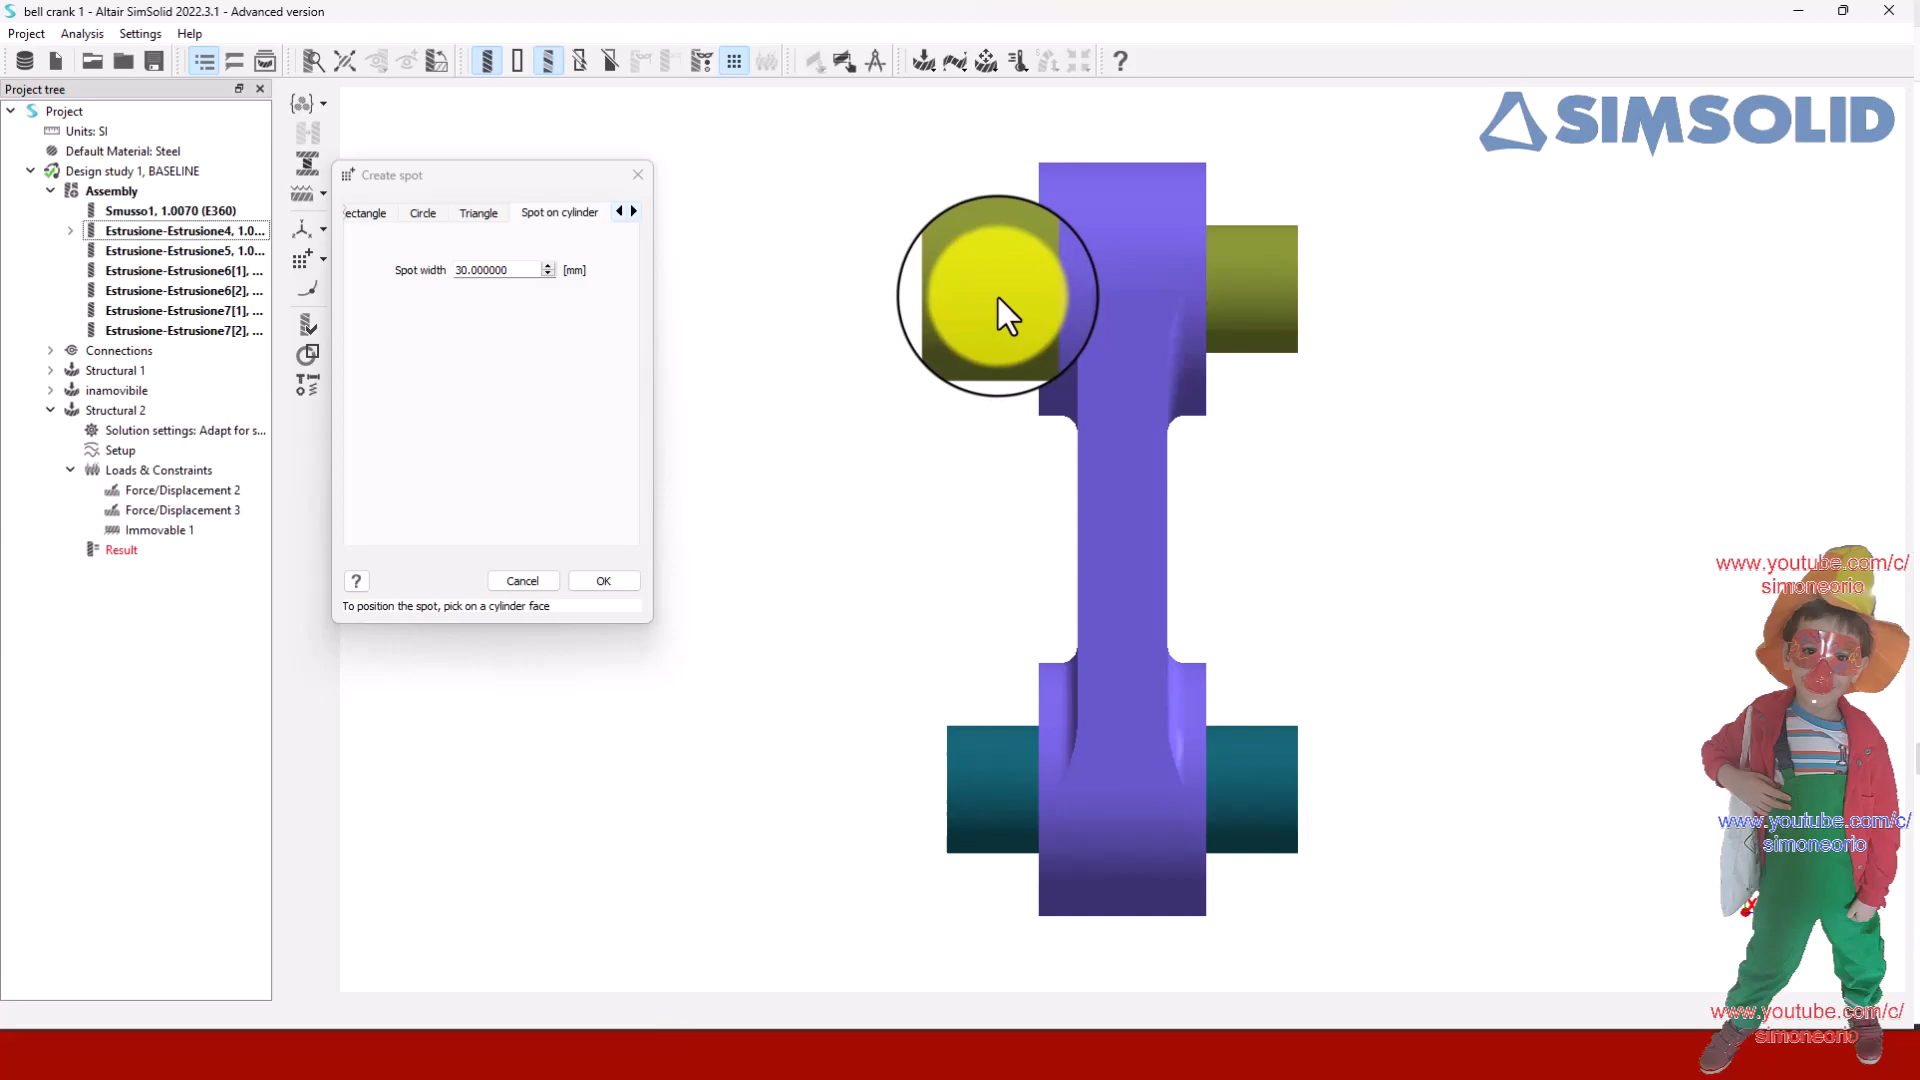 bell crank 1 - Altair SimSolid 2022.3.1 - Advanced version
Project Analysis Settings Help
Project tree
SIMSOLID
Project
Units: SI
Default Material: Steel
Design study 1, BASELINE
Assembly
Smusso1, 1.0070 (E360)
Estrusione-Estrusione4, 1.0...
Estrusione-Estrusione5, 1.0...
Estrusione-Estrusione6[1], ...
Estrusione-Estrusione6[2], ...
Estrusione-Estrusione7[1], ...
Estrusione-Estrusione7[2], ...
Connections
Structural 1
inamovibile
Structural 2
Solution settings: Adapt for s...
Setup
Loads & Constraints
Force/Displacement 2
Force/Displacement 3
Immovable 1
Result
Create spot
ectangle Circle Triangle Spot on cylinder
Spot width 30.000000 [mm]
? Cancel OK
To position the spot, pick on a cylinder face
www.youtube.com/c/
simoneorio
www.youtube.com/c/
simoneorio
www.youtube.com/c/
simoneorio